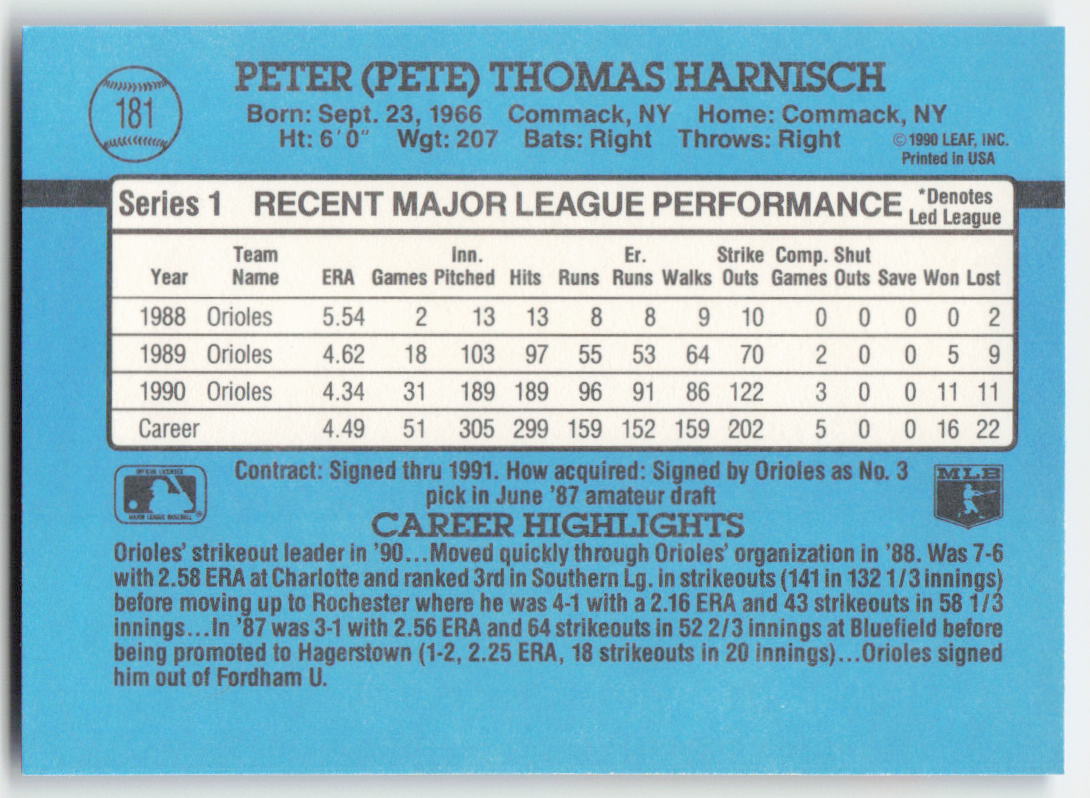 181
PETER (PETE) THOMAS HARNISCH
Born: Sept. 23, 1966 Commack, NY Home: Commack, NY
Ht: 6'0" Wgt: 207 Bats: Right Throws: Right
©1990 LEAF, INC.
Printed in USA
Series 1 RECENT MAJOR LEAGUE PERFORMANCE *Denotes Led League
Year Team Name ERA Games Inn. Pitched Hits Runs Er. Runs Walks Strike Outs Comp. Games Shut Outs Save Won Lost
1988 Orioles 5.54 2 13 13 8 8 9 10 0 0 0 0 2
1989 Orioles 4.62 18 103 97 55 53 64 70 2 0 0 5 9
1990 Orioles 4.34 31 189 189 96 91 86 122 3 0 0 11 11
Career 4.49 51 305 299 159 152 159 202 5 0 0 16 22
OFFICIAL LICENSEE
MAJOR LEAGUE BASEBALL
Contract: Signed thru 1991. How acquired: Signed by Orioles as No. 3
pick in June '87 amateur draft
MLB
CAREER HIGHLIGHTS
Orioles' strikeout leader in '90...Moved quickly through Orioles' organization in '88. Was 7-6
with 2.58 ERA at Charlotte and ranked 3rd in Southern Lg. in strikeouts (141 in 132 1/3 innings)
before moving up to Rochester where he was 4-1 with a 2.16 ERA and 43 strikeouts in 58 1/3
innings...In '87 was 3-1 with 2.56 ERA and 64 strikeouts in 52 2/3 innings at Bluefield before
being promoted to Hagerstown (1-2, 2.25 ERA, 18 strikeouts in 20 innings)...Orioles signed
him out of Fordham U.